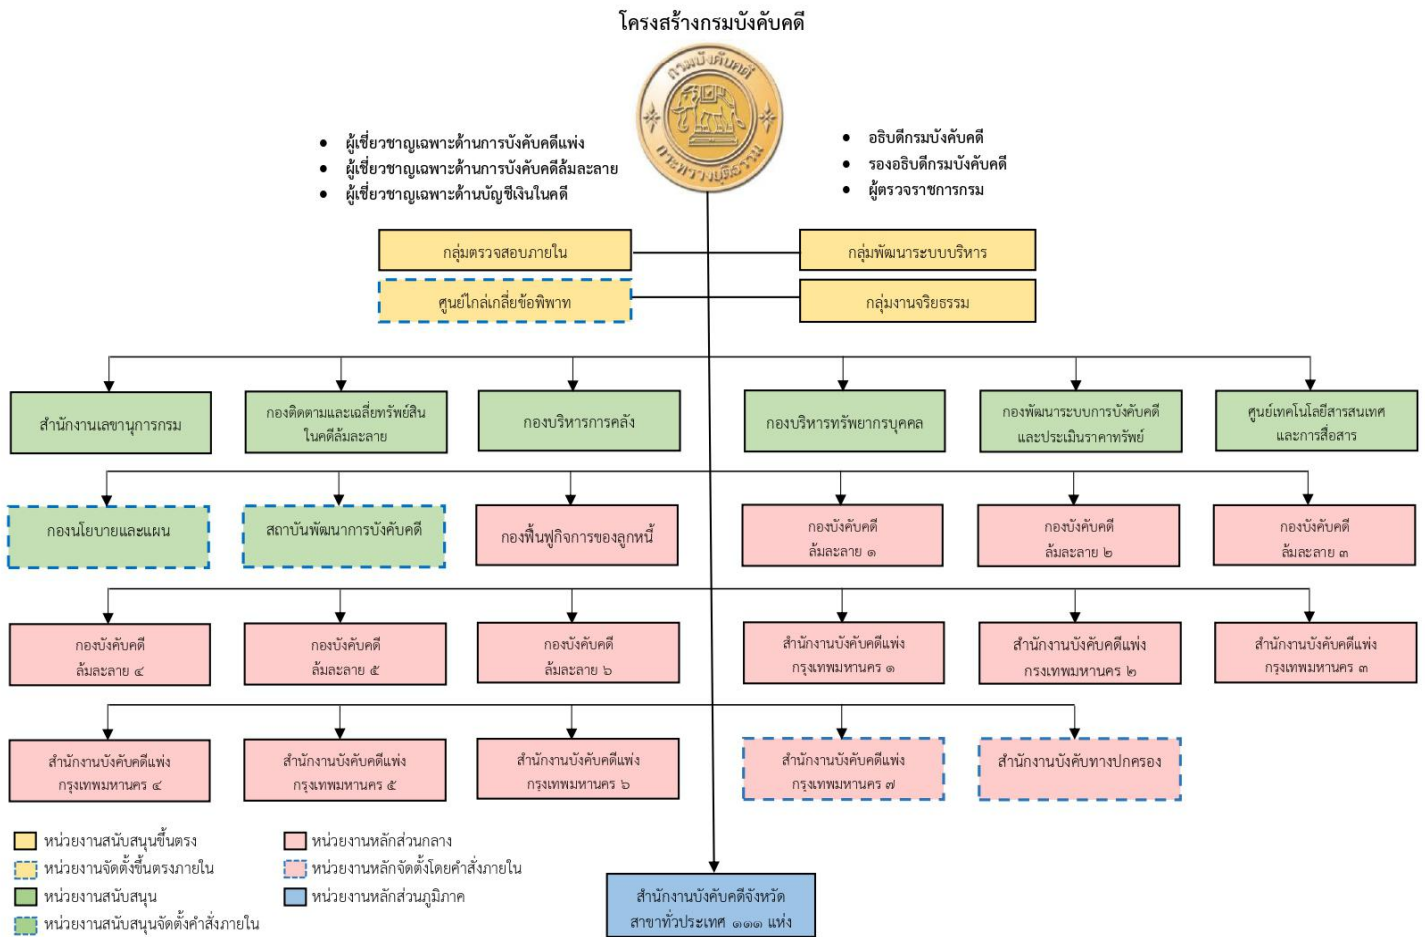 โครงสร้างกรมบังคับคดี
กรมบังคับคดี
กระทรวงยุติธรรม
• ผู้เชี่ยวชาญเฉพาะด้านการบังคับคดีแพ่ง
• ผู้เชี่ยวชาญเฉพาะด้านการบังคับคดีล้มละลาย
• ผู้เชี่ยวชาญเฉพาะด้านบัญชีเงินในคดี
• อธิบดีกรมบังคับคดี
• รองอธิบดีกรมบังคับคดี
• ผู้ตรวจราชการกรม
กลุ่มตรวจสอบภายใน
กลุ่มพัฒนาระบบบริหาร
ศูนย์ไกล่เกลี่ยข้อพิพาท
กลุ่มงานจริยธรรม
สำนักงานเลขานุการกรม
กองติดตามและเฉลี่ยทรัพย์สิน
ในคดีล้มละลาย
กองบริหารการคลัง
กองบริหารทรัพยากรบุคคล
กองพัฒนาระบบการบังคับคดี
และประเมินราคาทรัพย์
ศูนย์เทคโนโลยีสารสนเทศ
และการสื่อสาร
กองนโยบายและแผน
สถาบันพัฒนาการบังคับคดี
กองฟื้นฟูกิจการของลูกหนี้
กองบังคับคดี
ล้มละลาย ๑
กองบังคับคดี
ล้มละลาย ๒
กองบังคับคดี
ล้มละลาย ๓
กองบังคับคดี
ล้มละลาย ๔
กองบังคับคดี
ล้มละลาย ๕
กองบังคับคดี
ล้มละลาย ๖
สำนักงานบังคับคดีแพ่ง
กรุงเทพมหานคร ๑
สำนักงานบังคับคดีแพ่ง
กรุงเทพมหานคร ๒
สำนักงานบังคับคดีแพ่ง
กรุงเทพมหานคร ๓
สำนักงานบังคับคดีแพ่ง
กรุงเทพมหานคร ๔
สำนักงานบังคับคดีแพ่ง
กรุงเทพมหานคร ๕
สำนักงานบังคับคดีแพ่ง
กรุงเทพมหานคร ๖
สำนักงานบังคับคดีแพ่ง
กรุงเทพมหานคร ๗
สำนักงานบังคับทางปกครอง
หน่วยงานสนับสนุนขึ้นตรง
หน่วยงานจัดตั้งขึ้นตรงภายใน
หน่วยงานสนับสนุน
หน่วยงานสนับสนุนจัดตั้งคำสั่งภายใน
หน่วยงานหลักส่วนกลาง
หน่วยงานหลักจัดตั้งโดยคำสั่งภายใน
หน่วยงานหลักส่วนภูมิภาค
สำนักงานบังคับคดีจังหวัด
สาขาทั่วประเทศ ๑๑๑ แห่ง